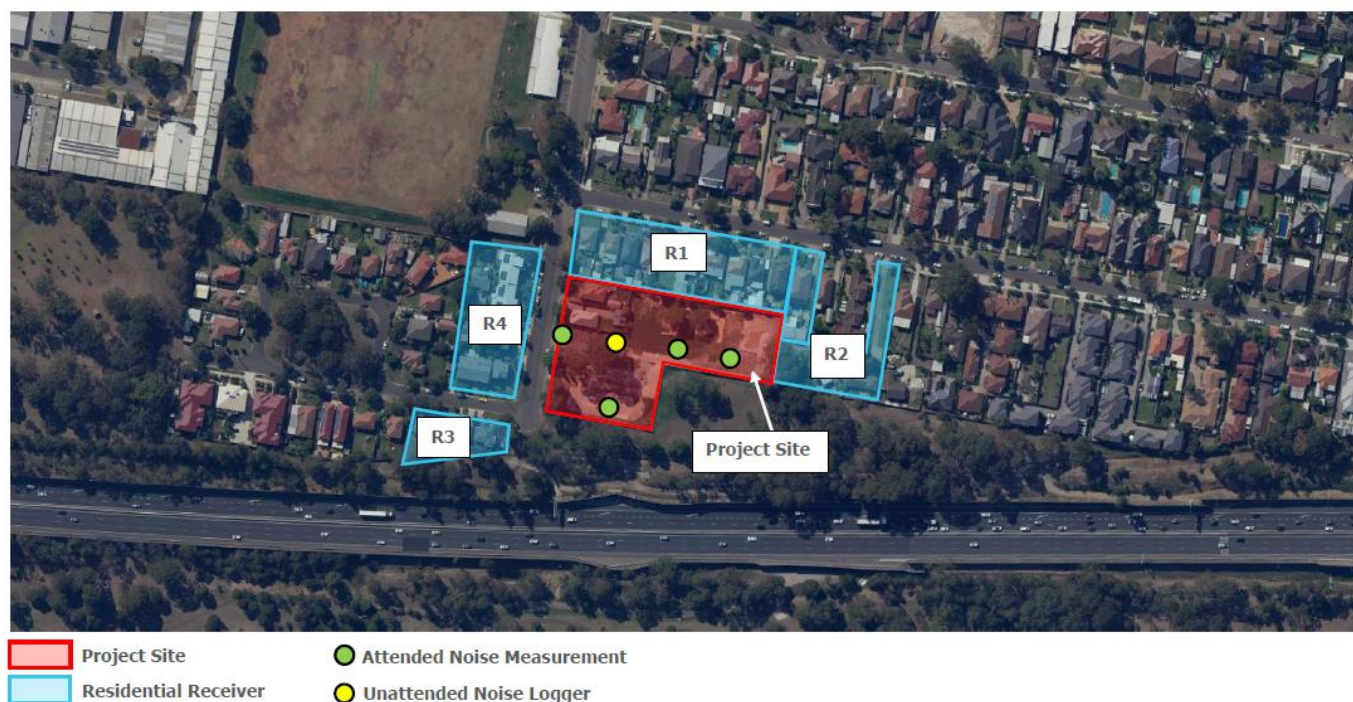 R1
R4
R2
R3
Project Site
Project Site
Attended Noise Measurement
Residential Receiver
Unattended Noise Logger